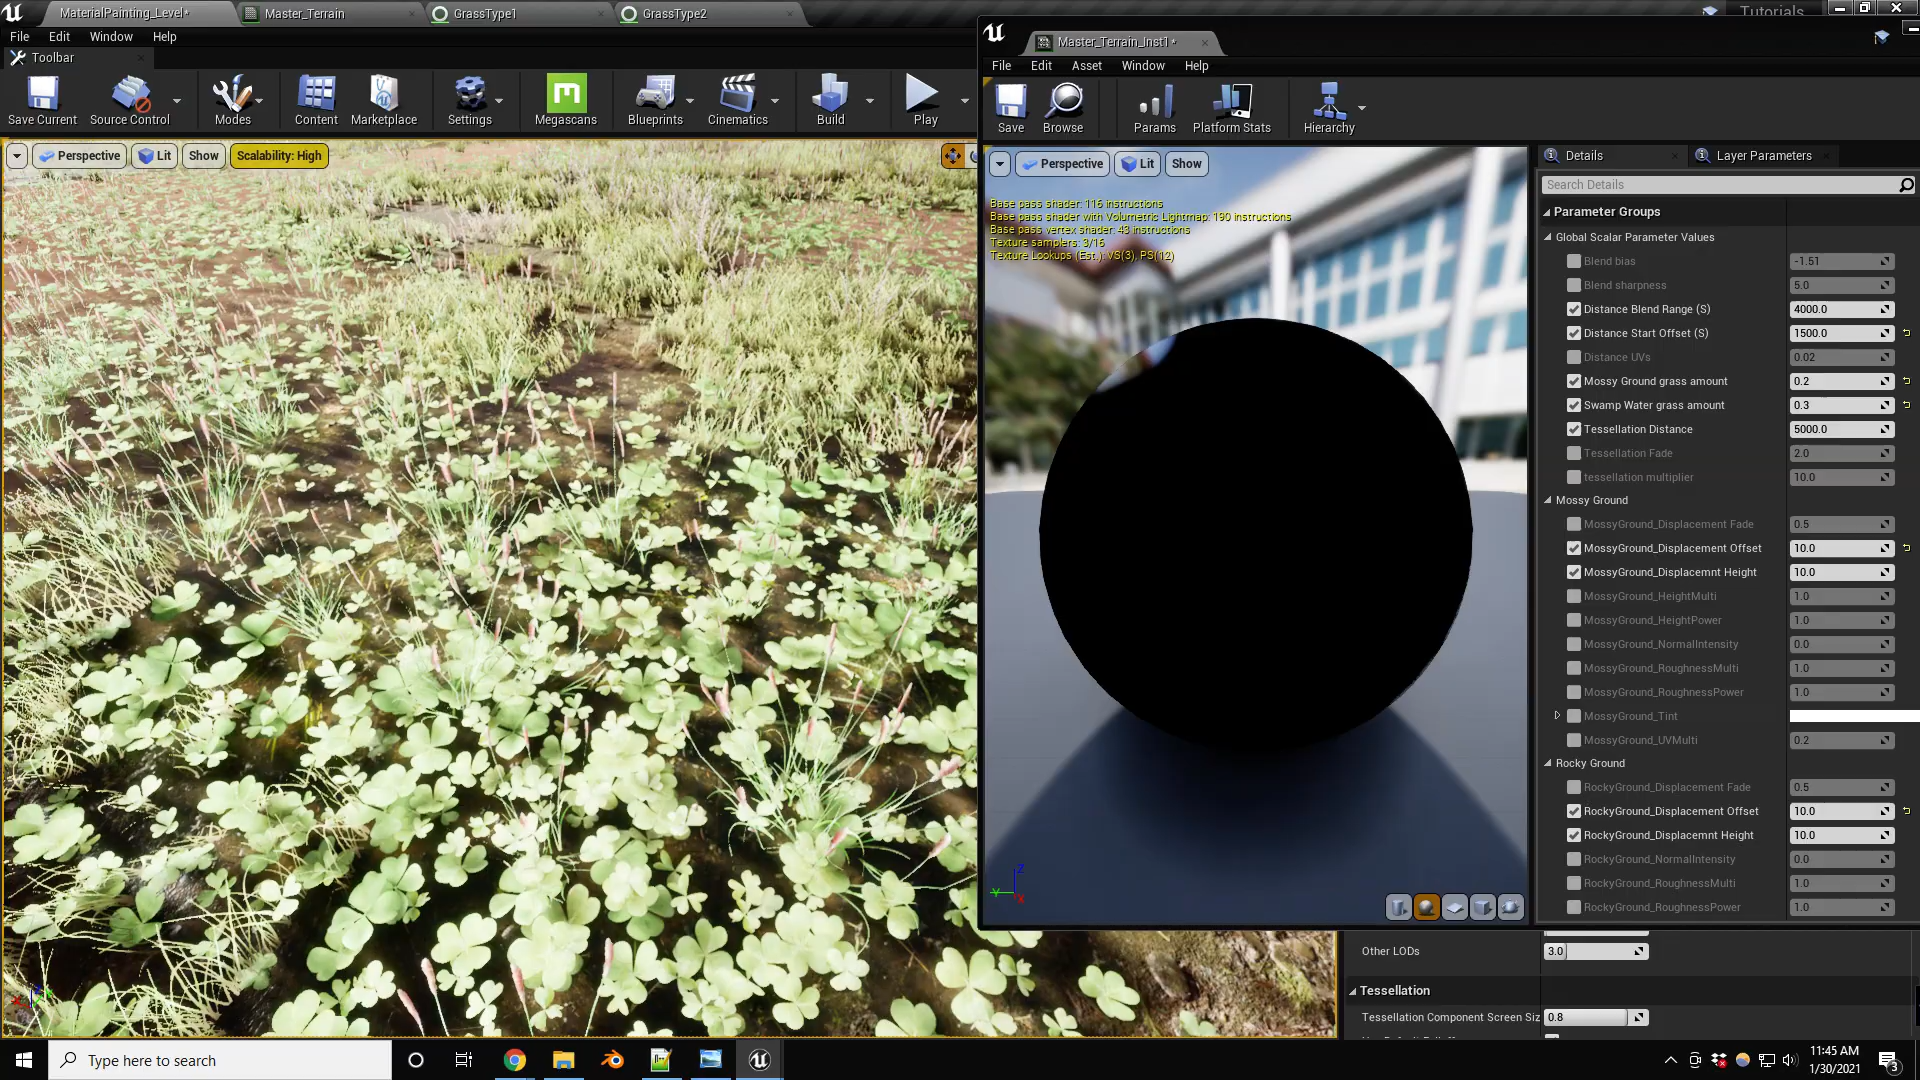 MaterialPainting_Level*
Master_Terrain
GrassType1
GrassType2
Tutorials
File Edit Window Help
Toolbar
Save Current
Source Control
Modes
Content
Marketplace
Settings
Megascans
Blueprints
Cinematics
Build
Play
Perspective
Lit
Show
Scalability: High
Master_Terrain_Inst1*
File Edit Asset Window Help
Save
Browse
Params
Platform Stats
Hierarchy
Perspective
Lit
Show
Base pass shader: 116 instructions
Base pass shader with Volumetric Lightmap: 190 instructions
Base pass vertex shader: 43 instructions
Texture samplers: 3/16
Texture Lookups (Est.): VS(3), PS(12)
Details
Layer Parameters
Search Details
Parameter Groups
Global Scalar Parameter Values
Blend bias -1.51
Blend sharpness 5.0
Distance Blend Range (S) 4000.0
Distance Start Offset (S) 1500.0
Distance UVs 0.02
Mossy Ground grass amount 0.2
Swamp Water grass amount 0.3
Tessellation Distance 5000.0
Tessellation Fade 2.0
tessellation multiplier 10.0
Mossy Ground
MossyGround_Displacement Fade 0.5
MossyGround_Displacement Offset 10.0
MossyGround_Displacemnt Height 10.0
MossyGround_HeightMulti 1.0
MossyGround_HeightPower 1.0
MossyGround_NormalIntensity 0.0
MossyGround_RoughnessMulti 1.0
MossyGround_RoughnessPower 1.0
MossyGround_Tint
MossyGround_UVMulti 0.2
Rocky Ground
RockyGround_Displacement Fade 0.5
RockyGround_Displacement Offset 10.0
RockyGround_Displacemnt Height 10.0
RockyGround_NormalIntensity 0.0
RockyGround_RoughnessMulti 1.0
RockyGround_RoughnessPower 1.0
Z
Y
X
Other LODs 3.0
Tessellation
Tessellation Component Screen Siz 0.8
Type here to search
11:45 AM
1/30/2021
3